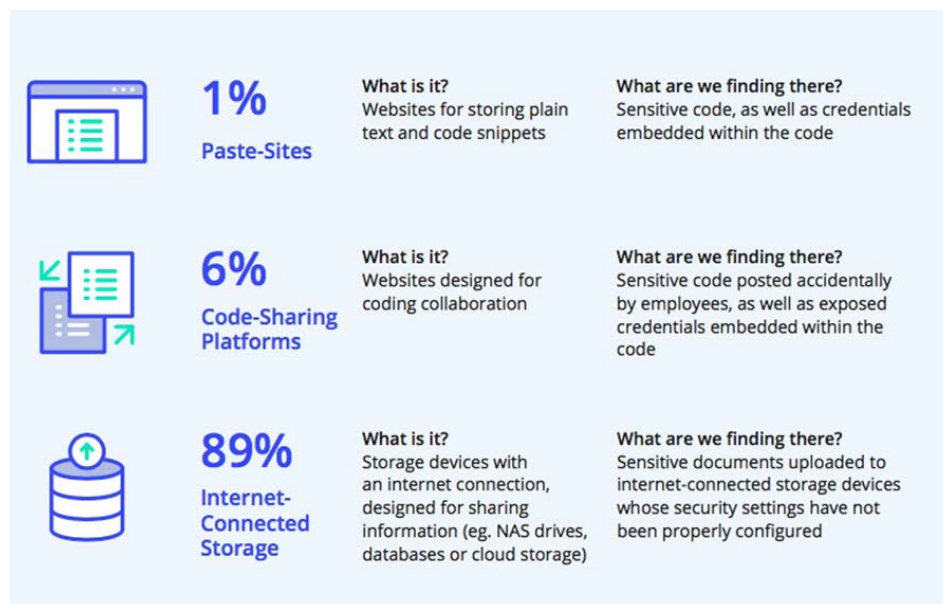 1%
Paste-Sites
What is it?
Websites for storing plain
text and code snippets
What are we finding there?
Sensitive code, as well as credentials
embedded within the code
6%
Code-Sharing
Platforms
What is it?
Websites designed for
coding collaboration
What are we finding there?
Sensitive code posted accidentally
by employees, as well as exposed
credentials embedded within the
code
89%
Internet-
Connected
Storage
What is it?
Storage devices with
an internet connection,
designed for sharing
information (eg. NAS drives,
databases or cloud storage)
What are we finding there?
Sensitive documents uploaded to
internet-connected storage devices
whose security settings have not
been properly configured